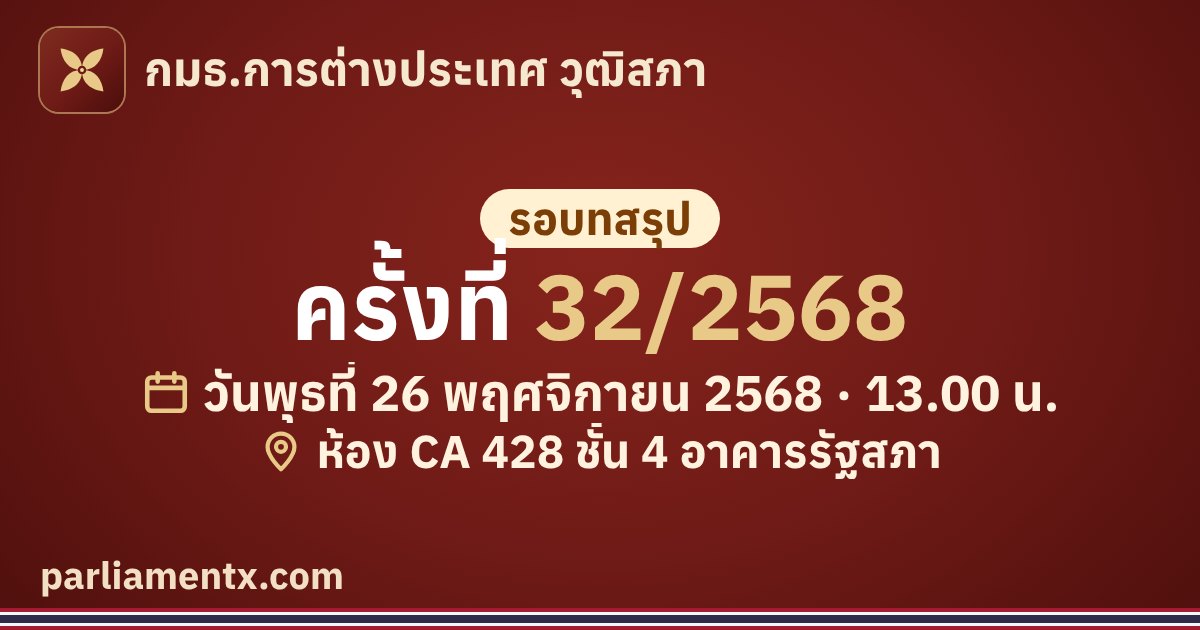 กมธ.การต่างประเทศ วุฒิสภา
รอบทสรุป
ครั้งที่ 32/2568
วันพุธที่ 26 พฤศจิกายน 2568 · 13.00 น.
ห้อง CA 428 ชั้น 4 อาคารรัฐสภา
parliamentx.com